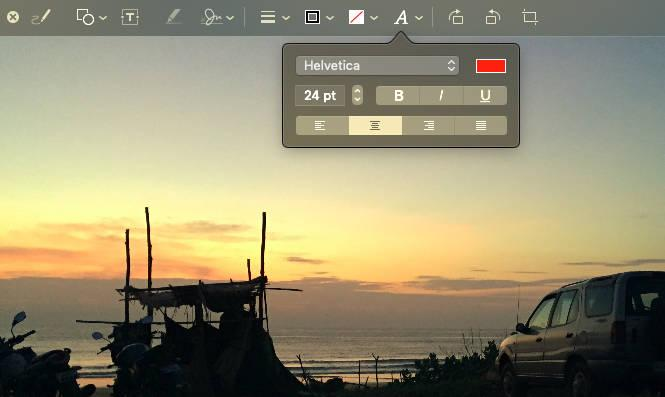 T
A
Helvetica
24 pt
B I U